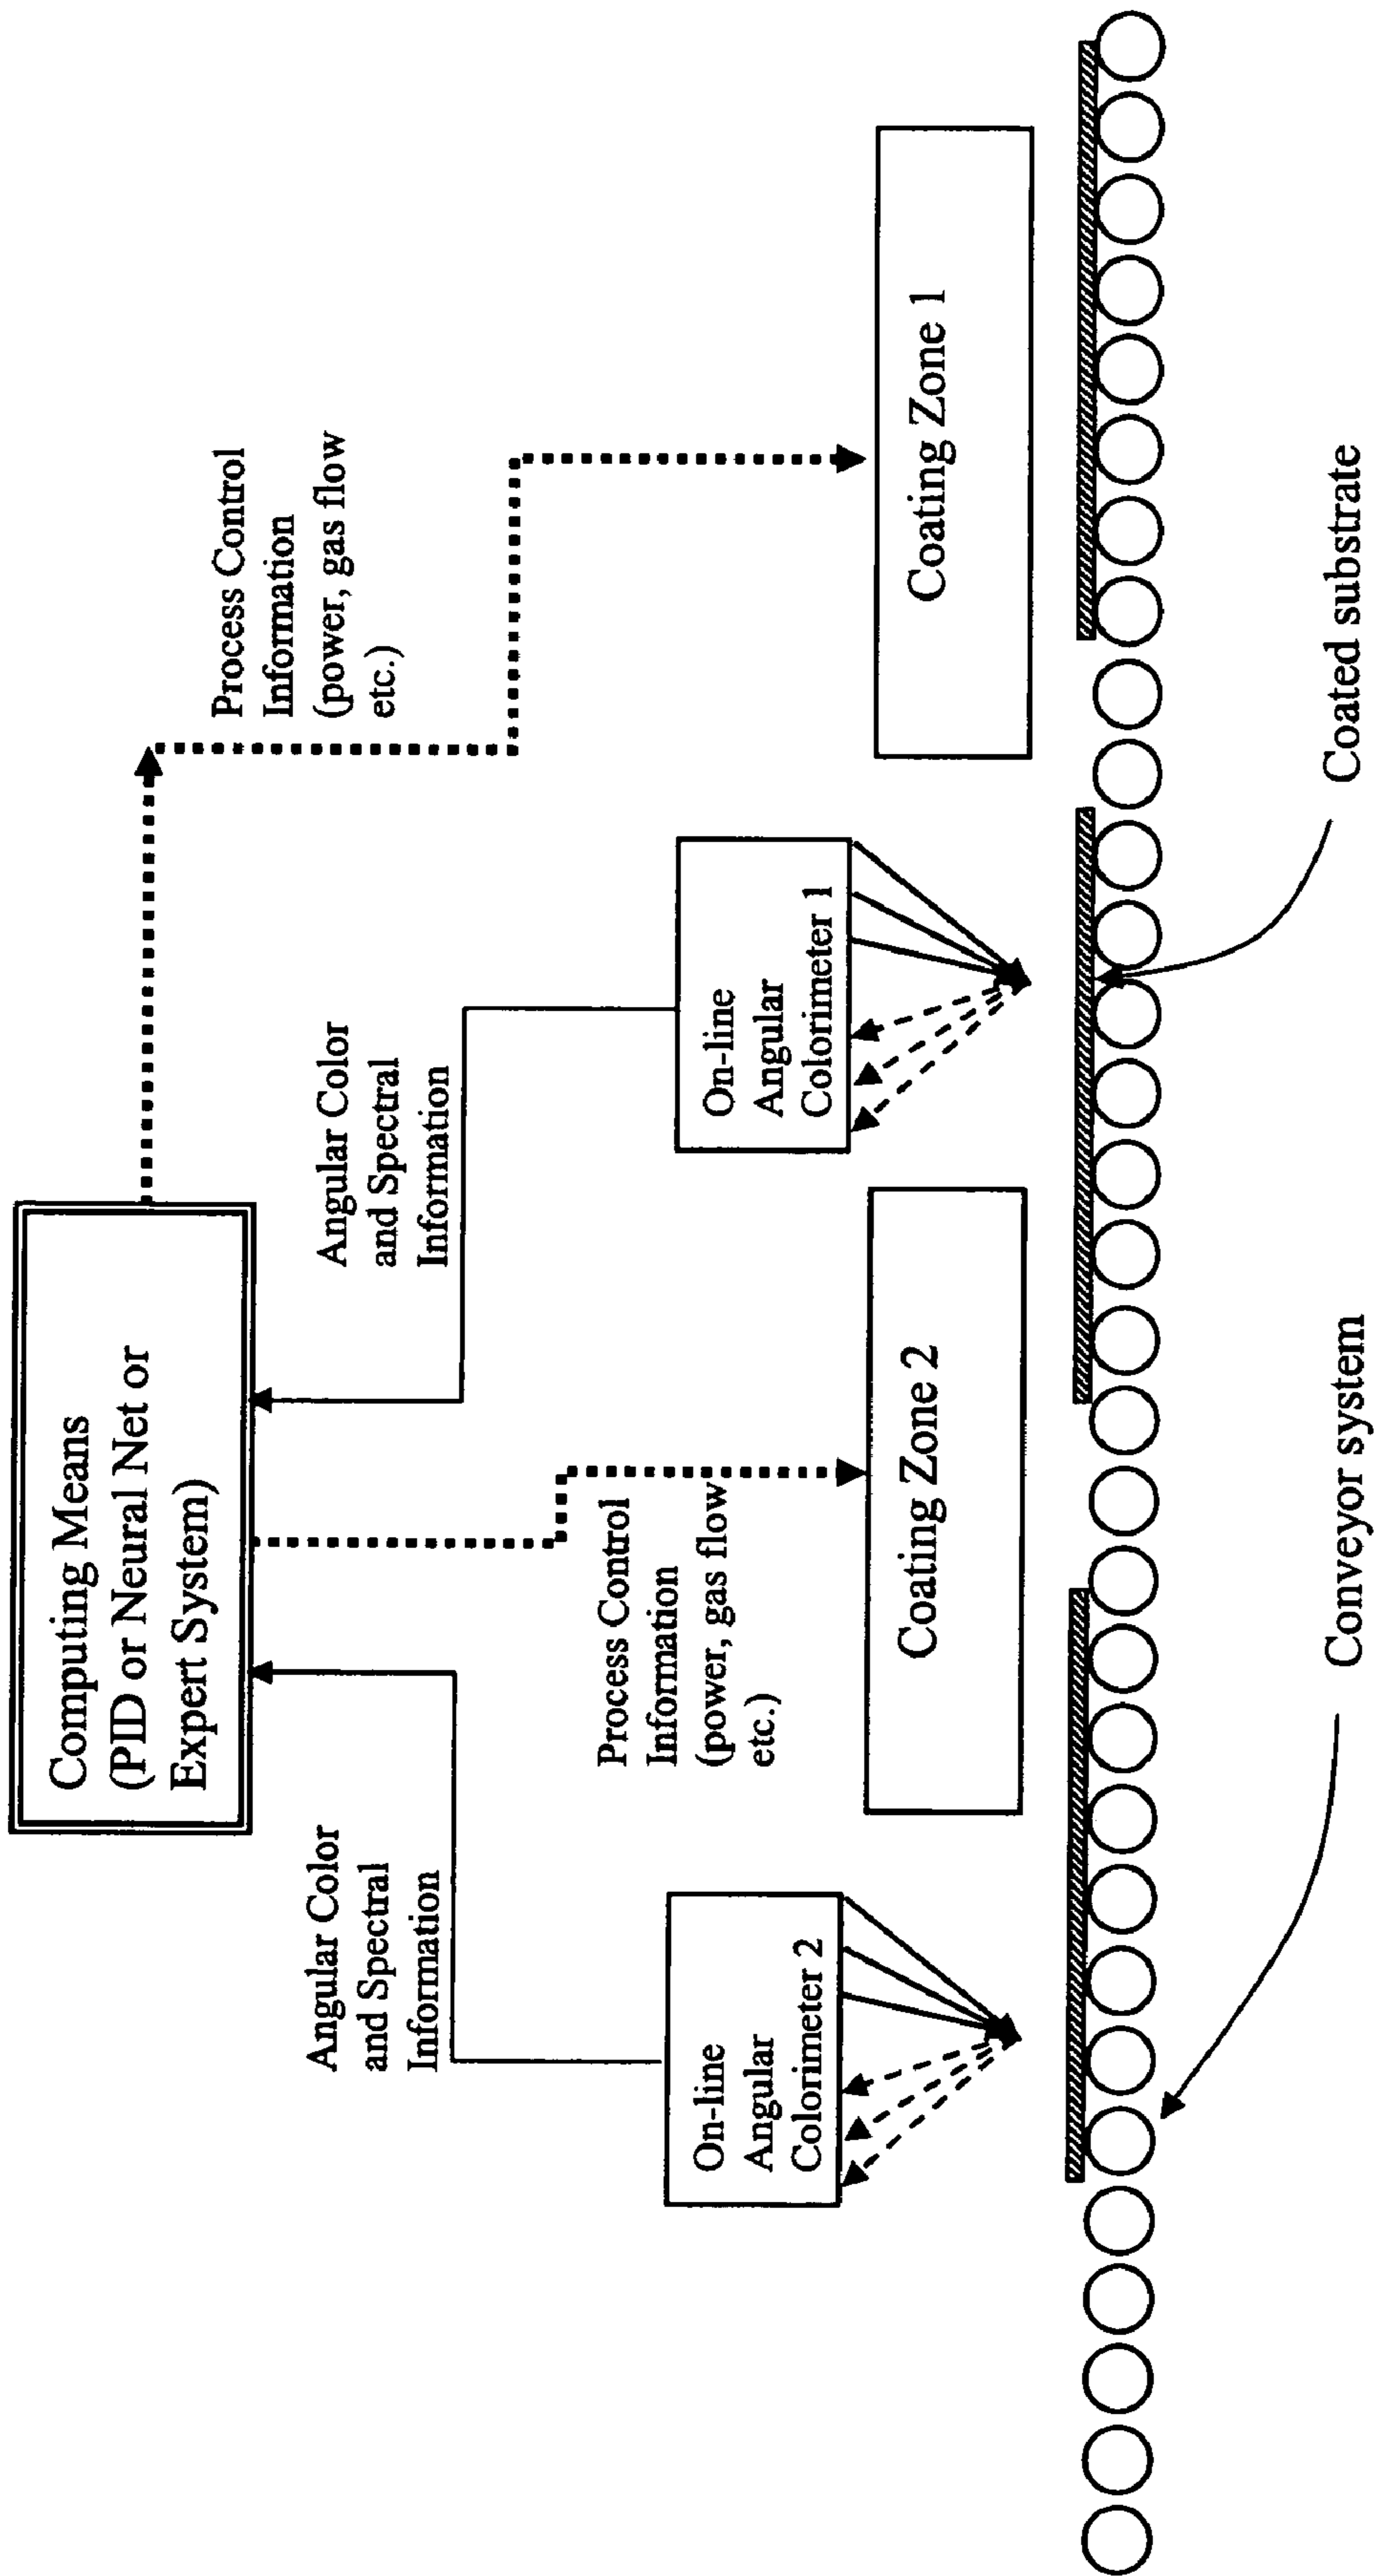 Computing Means
(PID or Neural Net or
Expert System)
Process Control
Information
(power, gas flow
etc.)
Angular Color
and Spectral
Information
Angular Color
and Spectral
Information
Process Control
Information
(power, gas flow
etc.)
On-line
Angular
Colorimeter 2
On-line
Angular
Colorimeter 1
Coating Zone 2
Coating Zone 1
Conveyor system
Coated substrate